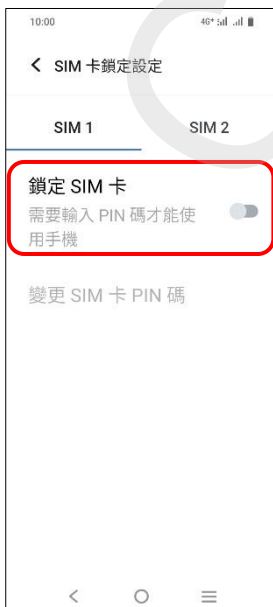 10:00 4G+
SIM 卡鎖定設定
SIM 1 SIM 2
鎖定 SIM 卡
需要輸入 PIN 碼才能使
用手機
變更 SIM 卡 PIN 碼